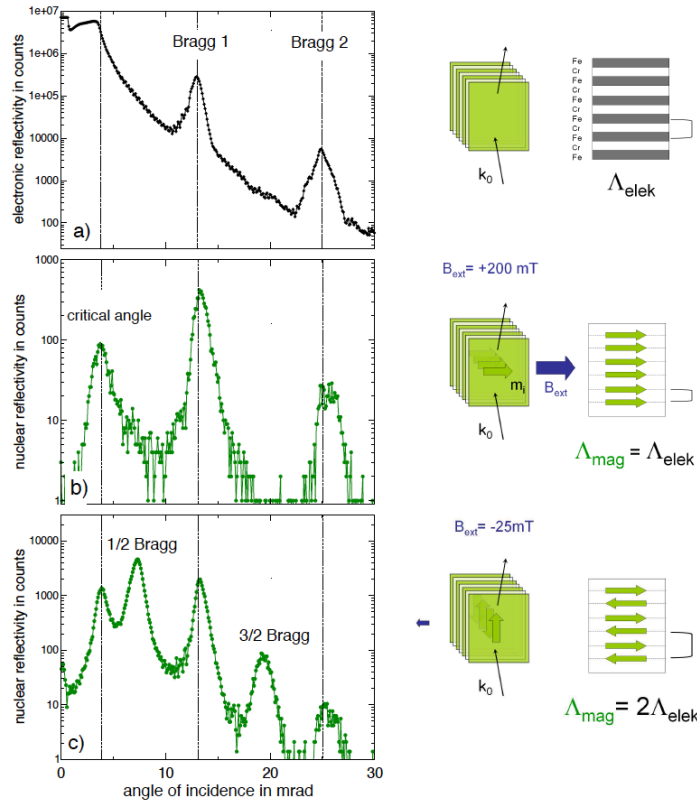 1e+07
1e+06
1e+05
10000
1000
100
electronic reflectivity in counts
Bragg 1
Bragg 2
a)
Fe
Cr
Fe
Cr
Fe
Cr
Fe
Cr
Fe
Cr
Fe
k₀
Λelek
1000
100
10
1
nuclear reflectivity in counts
critical angle
b)
Bext= +200 mT
mi
Bext
k₀
Λmag = Λelek
10000
1000
100
10
1
nuclear reflectivity in counts
1/2 Bragg
3/2 Bragg
c)
0
10
20
30
angle of incidence in mrad
Bext= -25mT
k₀
Λmag = 2Λelek